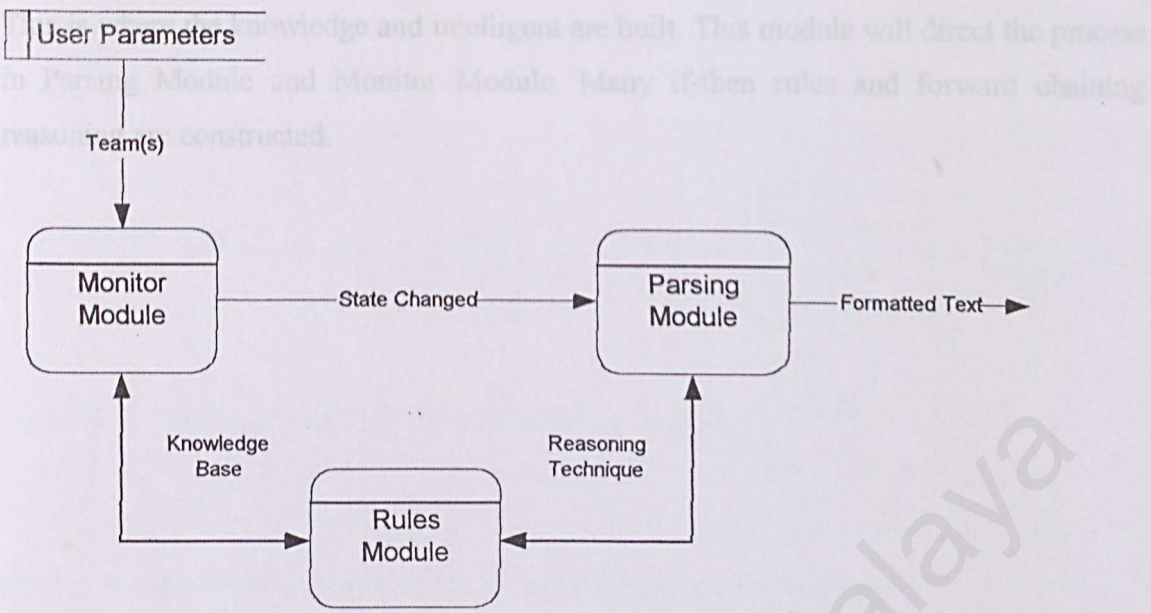 This is where the knowledge and intelligent are built. This module will direct the process
User Parameters
in Parsing Module and Monitor Module. Many if-then rules and forward chaining
reasoning are constructed.
Team(s)
Monitor
Module
State Changed
Parsing
Module
Formatted Text
Knowledge
Base
Reasoning
Technique
Rules
Module
alaya